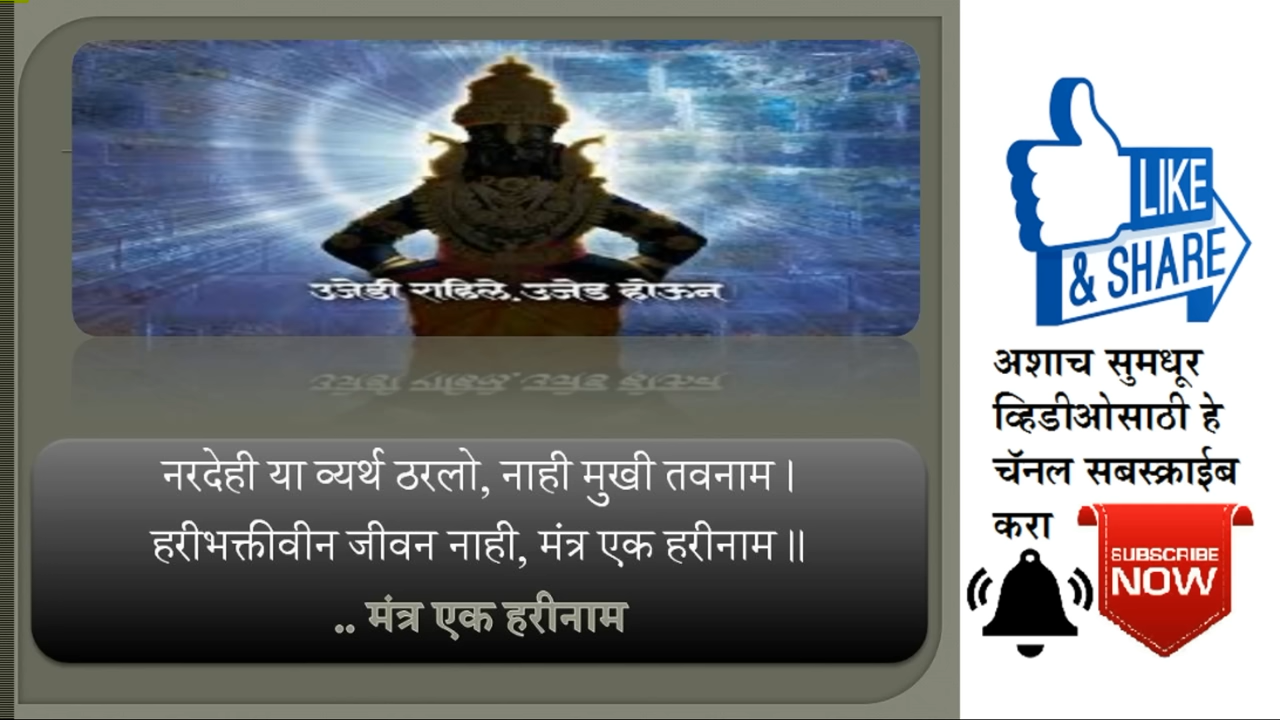 उजेडी राहिले.उजेड होऊन
नरदेही या व्यर्थ ठरलो, नाही मुखी तवनाम |
हरीभक्तीवीन जीवन नाही, मंत्र एक हरीनाम ||
.. मंत्र एक हरीनाम
LIKE
& SHARE
अशाच सुमधूर
व्हिडीओसाठी हे
चॅनल सबस्क्राईब
करा
SUBSCRIBE
NOW